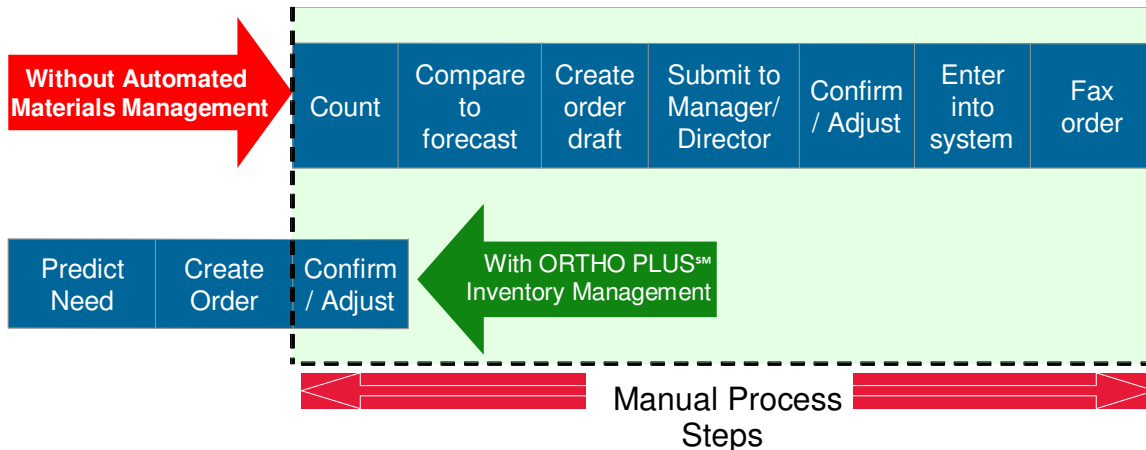 Without Automated
Materials Management
Count
Compare
to
forecast
Create
order
draft
Submit to
Manager/
Director
Confirm
/ Adjust
Enter
into
system
Fax
order
Predict
Need
Create
Order
Confirm
/ Adjust
With ORTHO PLUS℠
Inventory Management
Manual Process
Steps